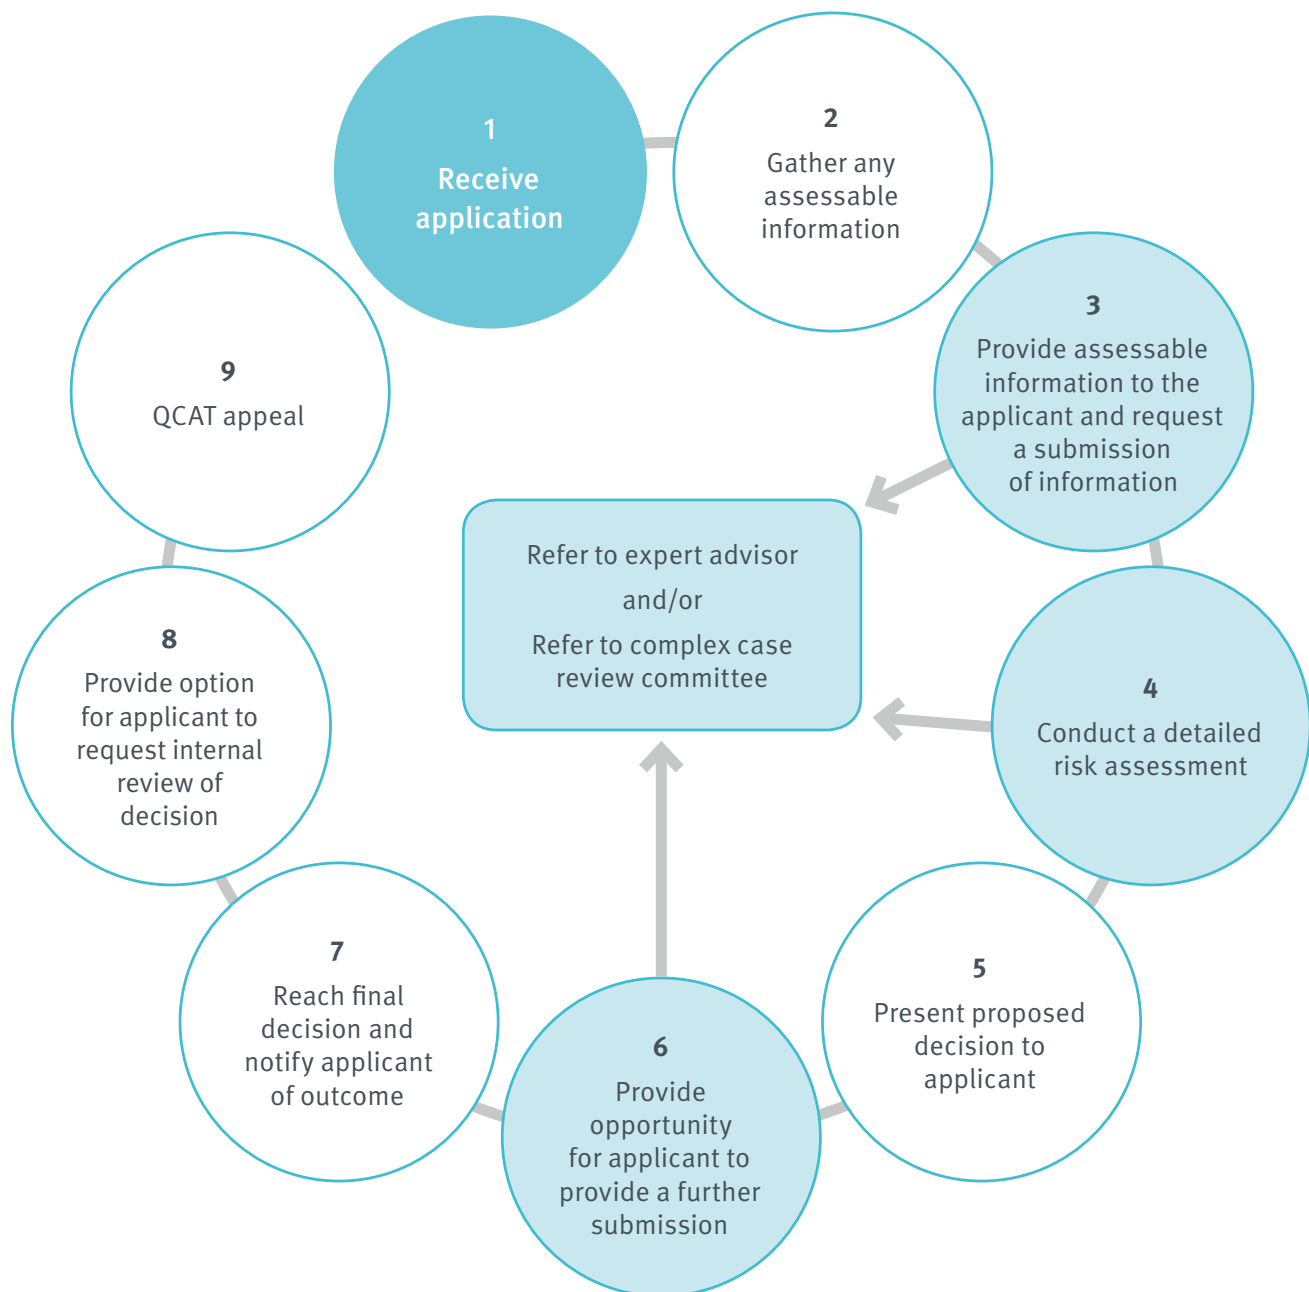 1
Receive
application
2
Gather any
assessable
information
3
Provide assessable
information to the
applicant and request
a submission
of information
4
Conduct a detailed
risk assessment
5
Present proposed
decision to
applicant
6
Provide
opportunity
for applicant to
provide a further
submission
7
Reach final
decision and
notify applicant
of outcome
8
Provide option
for applicant to
request internal
review of
decision
9
QCAT appeal
Refer to expert advisor
and/or
Refer to complex case
review committee